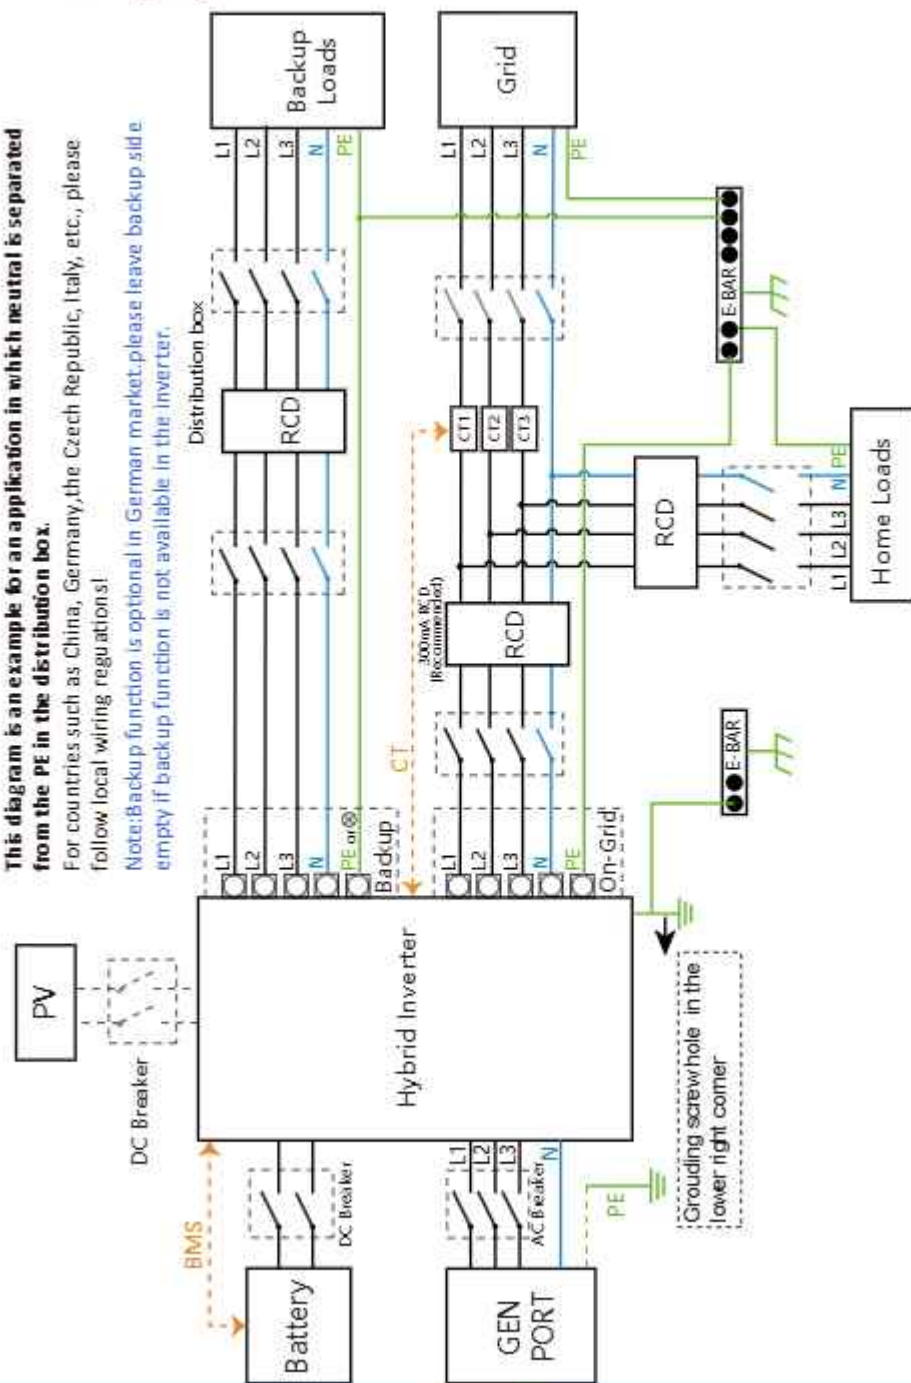 This diagram is an example for an application in which neutral is separated
from the PE in the distribution box.
For countries such as China, Germany,the Czech Republic, Italy, etc., please
follow local wiring reguations!
Note:Backup function is optional in German market.please leave backup side
empty if backup function is not available in the inverter.
PV
DC Breaker
Distribution box
BMS
Battery
DC Breaker
Hybrid Inverter
L1
L2
L3
N
PE or ⊗
Backup
RCD
L1
L2
L3
N
PE
Backup
Loads
CT
GEN
PORT
L1
L2
L3
N
AC Breaker
PE
L1
L2
L3
N
PE
On-Grid
300mA RCD
(Recommended)
RCD
CT1
CT2
CT3
L1
L2
L3
N
PE
Grid
Grouding screwhole in the
lower right corner
E-BAR
RCD
L1
L2
L3
N
PE
Home Loads
E-BAR